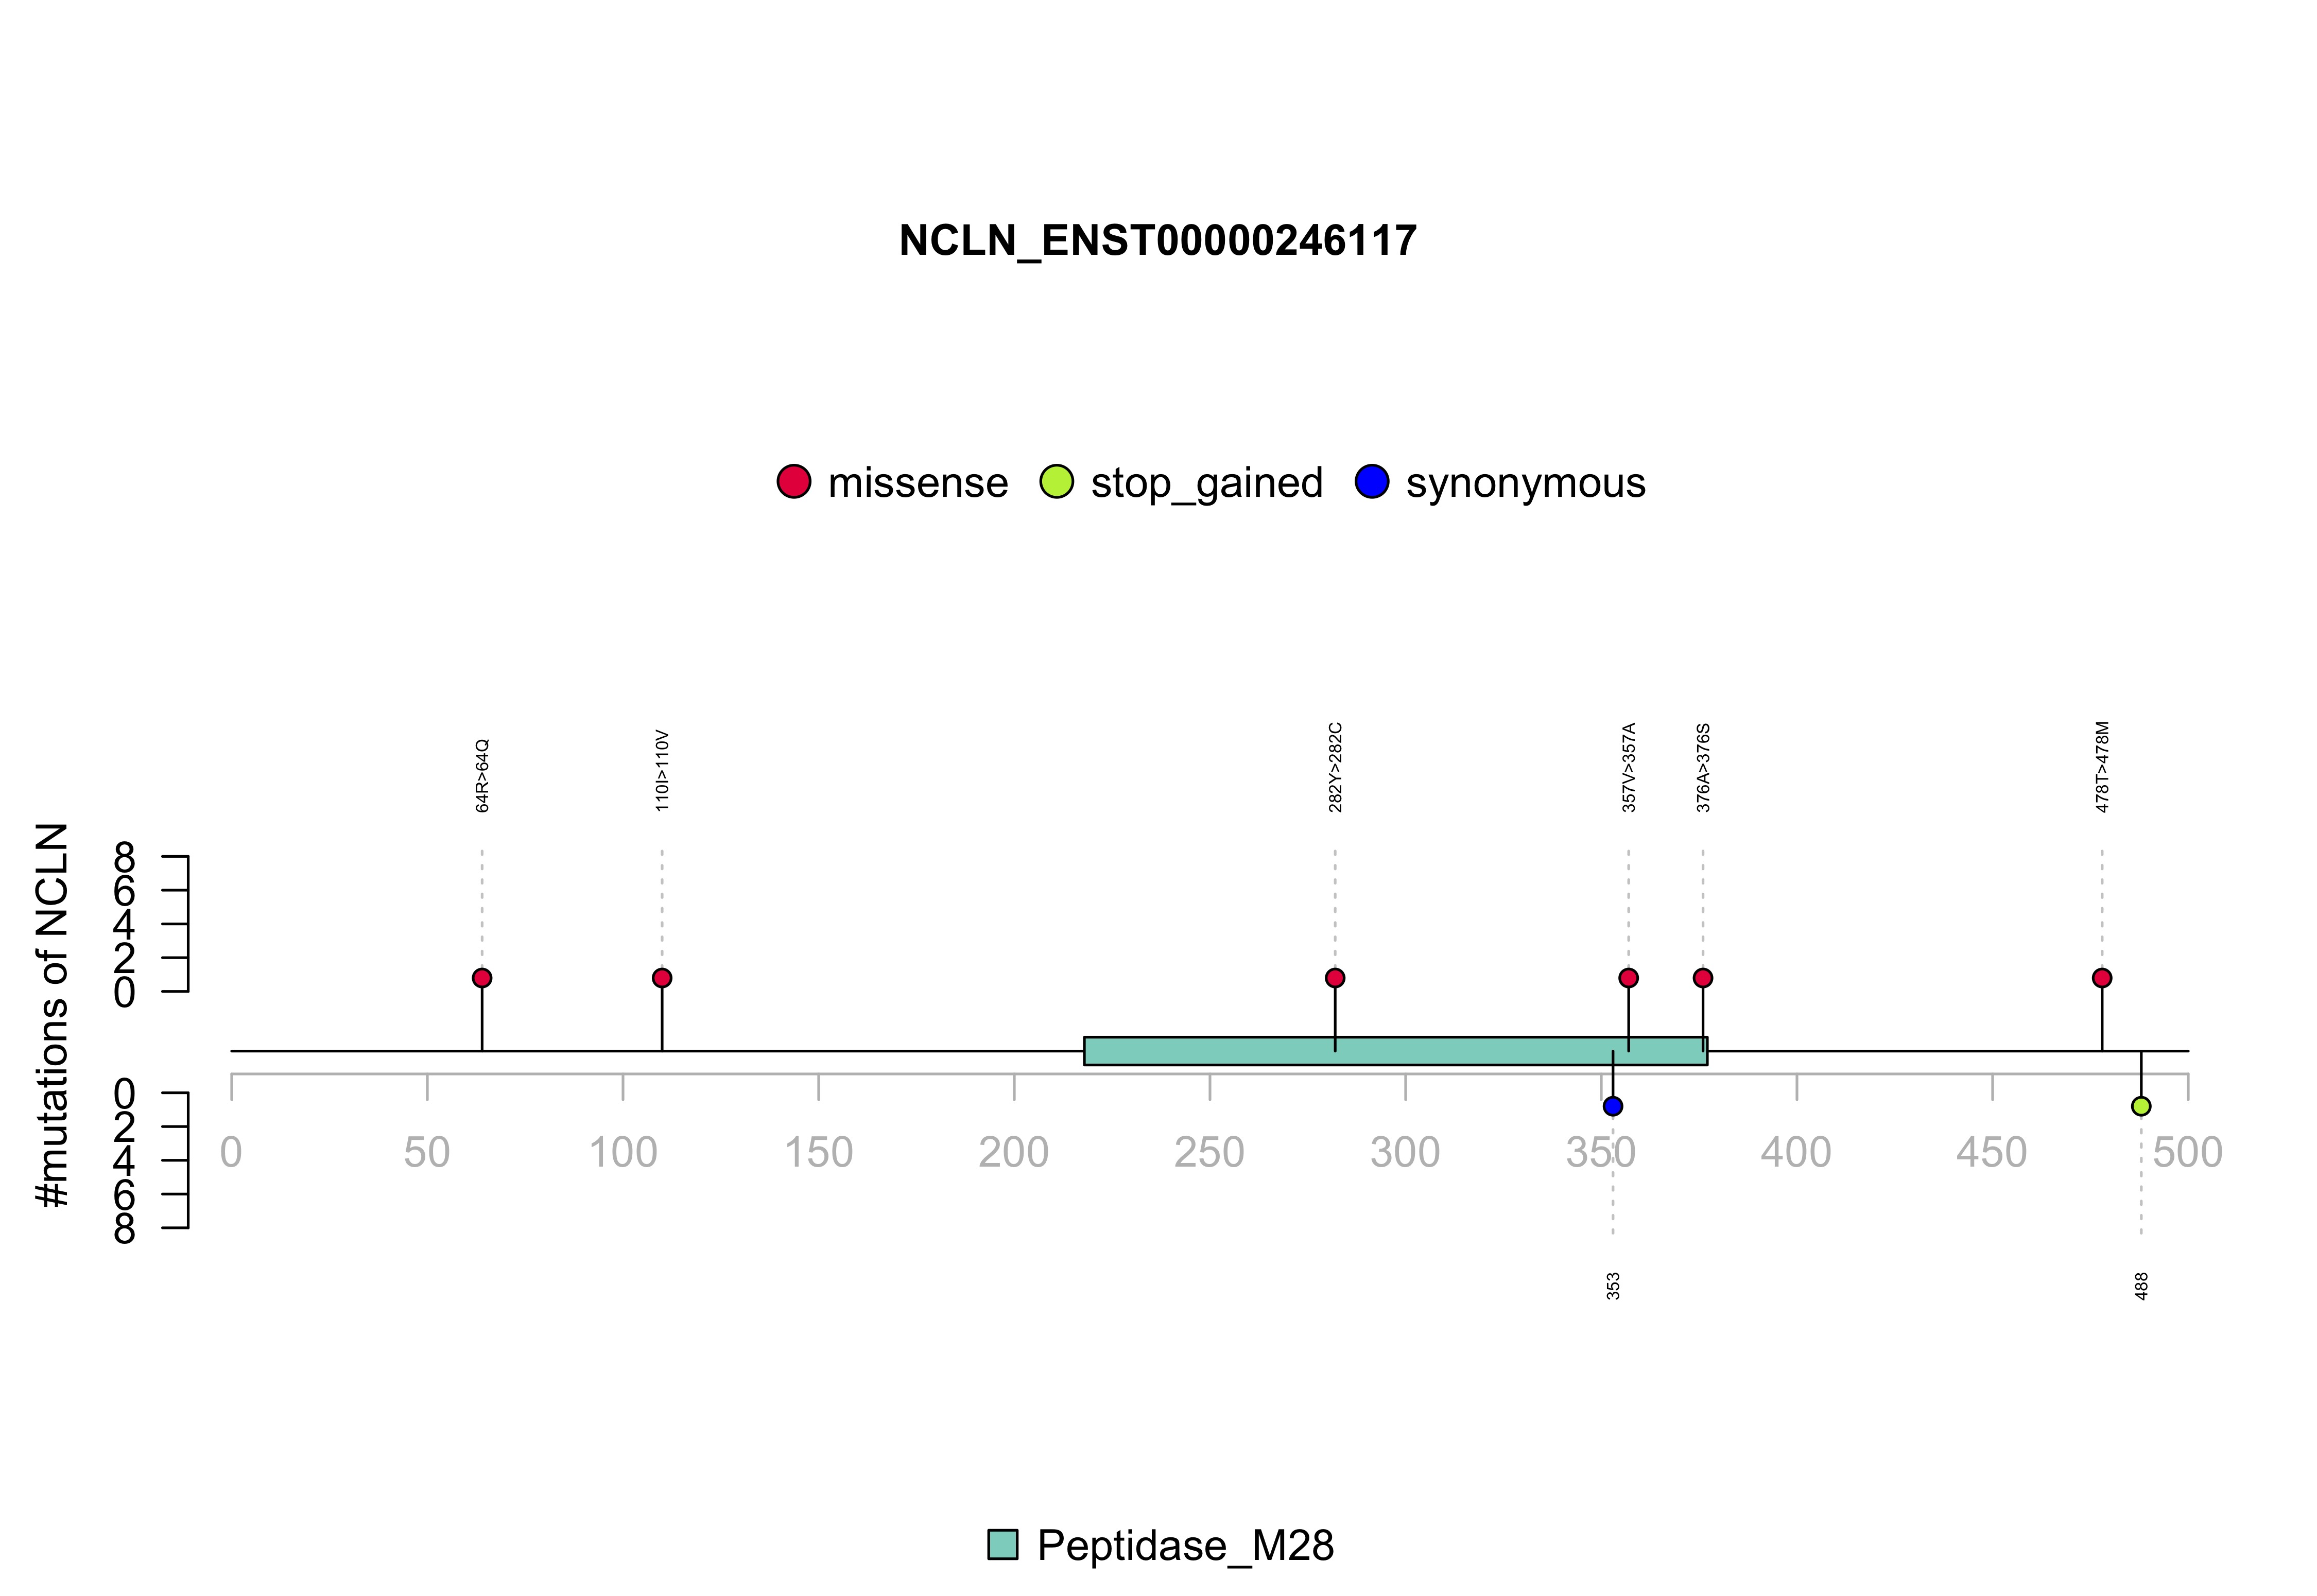 NCLN_ENST00000246117
missense stop_gained synonymous
64R>64Q
110I>110V
282Y>282C
357V>357A
376A>376S
478T>478M
#mutations of NCLN
8
6
4
2
0
0
2
4
6
8
0 50 100 150 200 250 300 350 400 450 500
353
488
Peptidase_M28